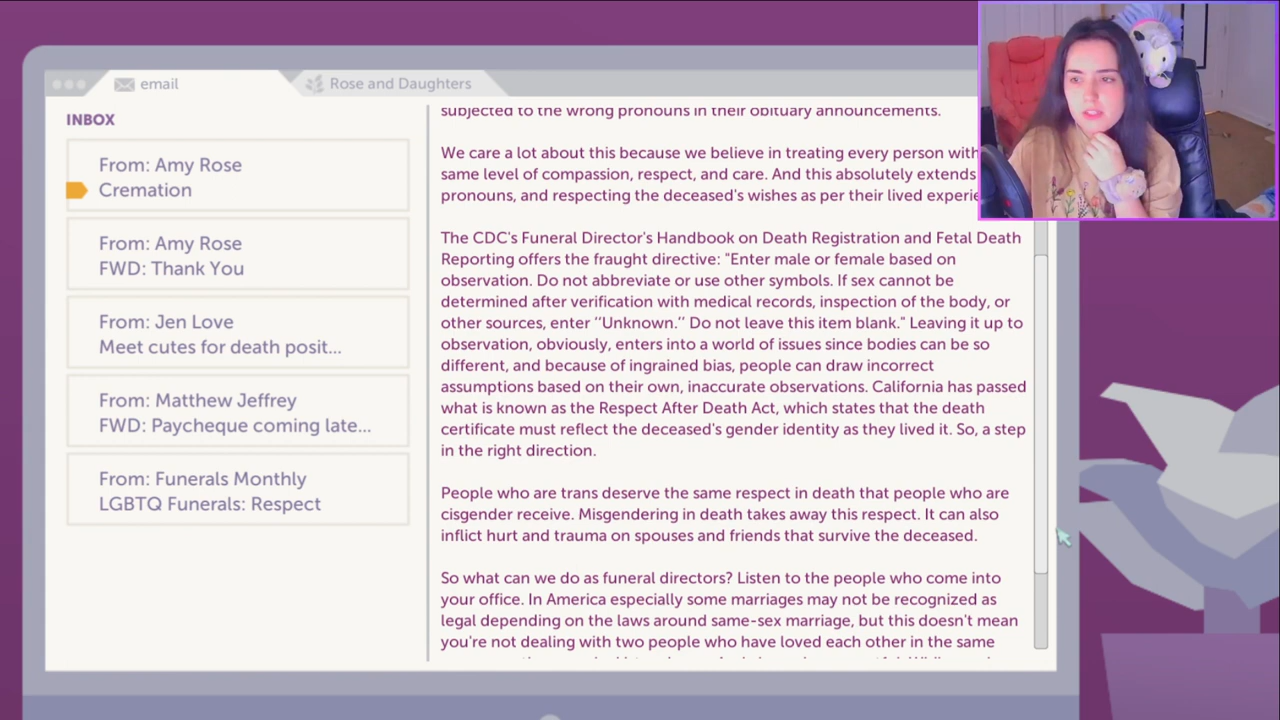 email
Rose and Daughters
INBOX
From: Amy Rose
Cremation
From: Amy Rose
FWD: Thank You
From: Jen Love
Meet cutes for death posit...
From: Matthew Jeffrey
FWD: Paycheque coming late...
From: Funerals Monthly
LGBTQ Funerals: Respect
subjected to the wrong pronouns in their obituary announcements.
We care a lot about this because we believe in treating every person with
same level of compassion, respect, and care. And this absolutely extends
pronouns, and respecting the deceased's wishes as per their lived
The CDC's Funeral Director's Handbook on Death Registration and Fetal Death
Reporting offers the fraught directive: "Enter male or female based on
observation. Do not abbreviate or use other symbols. If sex cannot be
determined after verification with medical records, inspection of the body, or
other sources, enter ''Unknown.'' Do not leave this item blank." Leaving it up to
observation, obviously, enters into a world of issues since bodies can be so
different, and because of ingrained bias, people can draw incorrect
assumptions based on their own, inaccurate observations. California has passed
what is known as the Respect After Death Act, which states that the death
certificate must reflect the deceased's gender identity as they lived it. So, a step
in the right direction.
People who are trans deserve the same respect in death that people who are
cisgender receive. Misgendering in death takes away this respect. It can also
inflict hurt and trauma on spouses and friends that survive the deceased.
So what can we do as funeral directors? Listen to the people who come into
your office. In America especially some marriages may not be recognized as
legal depending on the laws around same-sex marriage, but this doesn't mean
you're not dealing with two people who have loved each other in the same